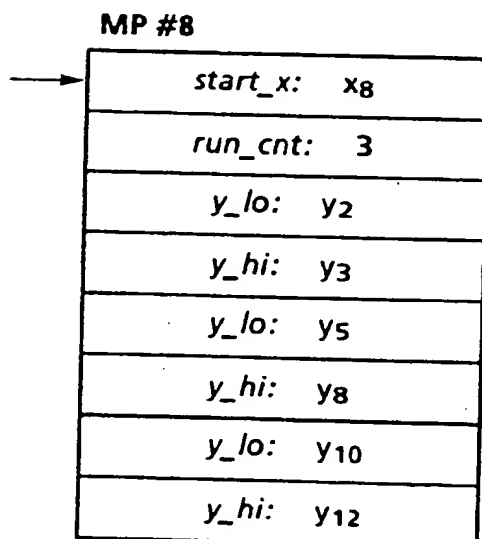 MP #8
start_x: x8
run_cnt: 3
y_lo: y2
y_hi: y3
y_lo: y5
y_hi: y8
y_lo: y10
y_hi: y12